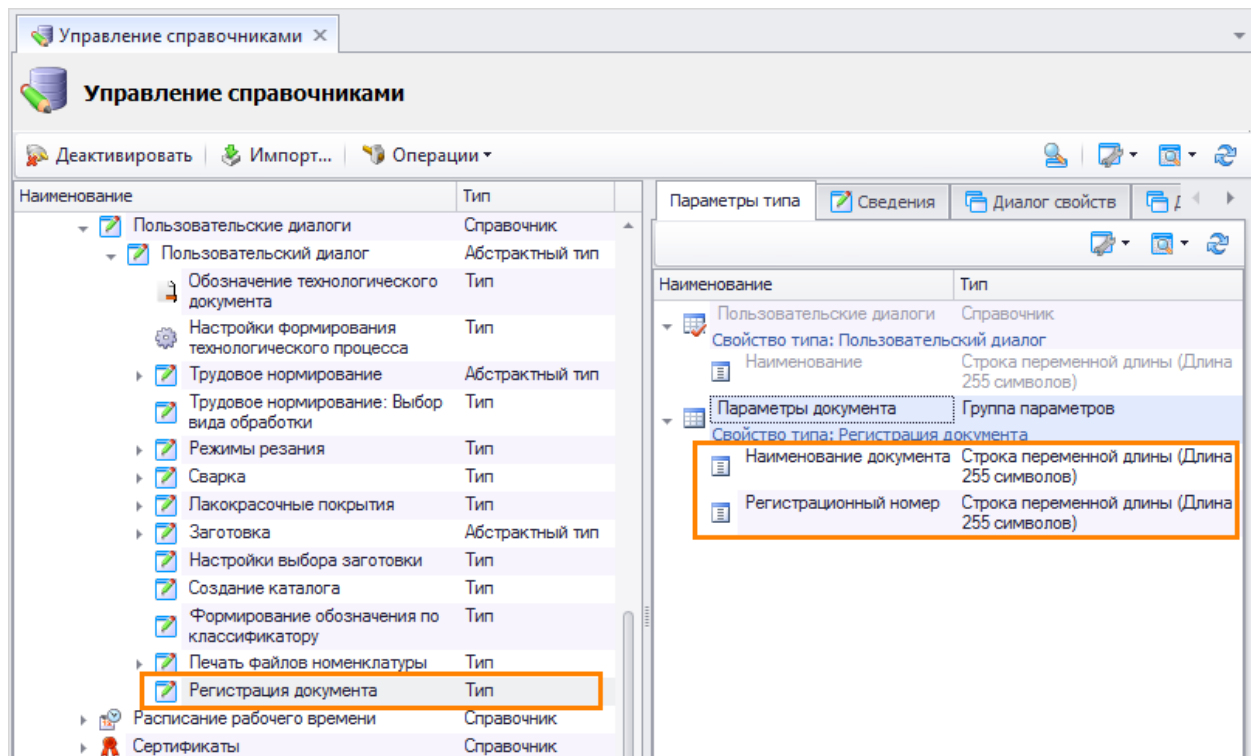 Управление справочниками
Управление справочниками
Деактивировать Импорт... Операции
Наименование Тип
Пользовательские диалоги Справочник
Пользовательский диалог Абстрактный тип
Обозначение технологического Тип
документа
Настройки формирования Тип
технологического процесса
Трудовое нормирование Абстрактный тип
Трудовое нормирование: Выбор Тип
вида обработки
Режимы резания Тип
Сварка Тип
Лакокрасочные покрытия Тип
Заготовка Абстрактный тип
Настройки выбора заготовки Тип
Создание каталога Тип
Формирование обозначения по Тип
классификатору
Печать файлов номенклатуры Тип
Регистрация документа Тип
Расписание рабочего времени Справочник
Сертификаты Справочник
Параметры типа Сведения Диалог свойств
Наименование Тип
Пользовательские диалоги Справочник
Свойство типа: Пользовательский диалог
Наименование Строка переменной длины (Длина
255 символов)
Параметры документа Группа параметров
Свойство типа: Регистрация документа
Наименование документа Строка переменной длины (Длина
255 символов)
Регистрационный номер Строка переменной длины (Длина
255 символов)